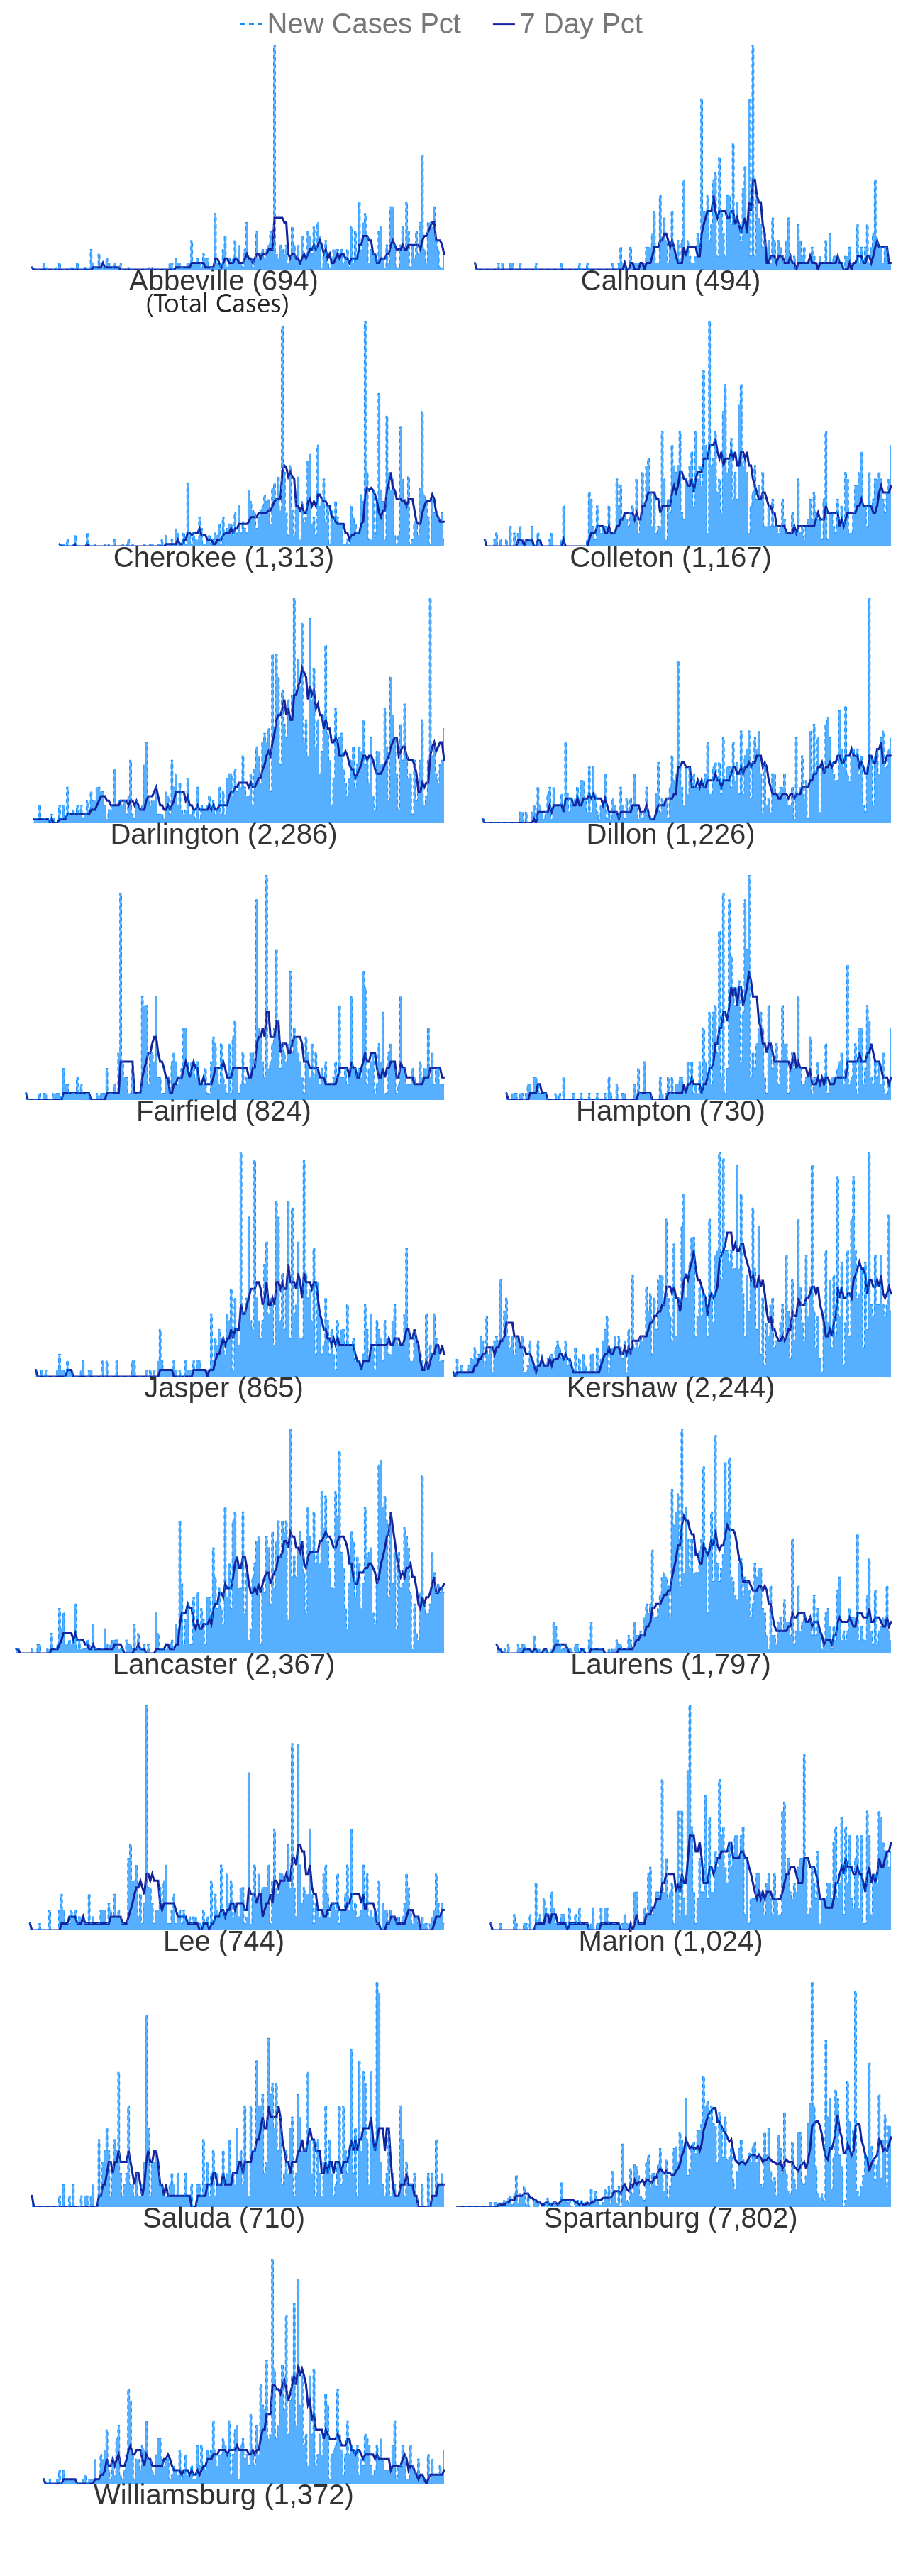 New Cases Pct 7 Day Pct
Abbeville (694) Calhoun (494)
(Total Cases)
Cherokee (1,313) Colleton (1,167)
Darlington (2,286) Dillon (1,226)
Fairfield (824) Hampton (730)
Jasper (865) Kershaw (2,244)
Lancaster (2,367) Laurens (1,797)
Lee (744) Marion (1,024)
Saluda (710) Spartanburg (7,802)
Williamsburg (1,372)